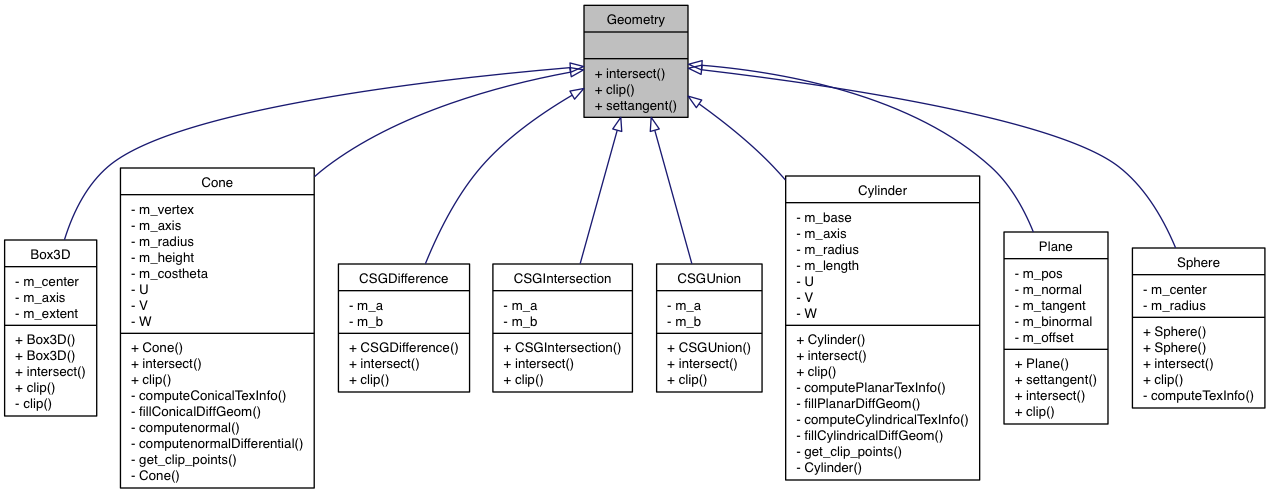 Geometry
+ intersect()
+ clip()
+ settangent()
Box3D
- m_center
- m_axis
- m_extent
+ Box3D()
+ Box3D()
+ intersect()
+ clip()
- clip()
Cone
- m_vertex
- m_axis
- m_radius
- m_height
- m_costheta
- U
- V
- W
+ Cone()
+ intersect()
+ clip()
- computeConicalTexInfo()
- fillConicalDiffGeom()
- computenormal()
- computenormalDifferential()
- get_clip_points()
- Cone()
CSGDifference
- m_a
- m_b
+ CSGDifference()
+ intersect()
+ clip()
CSGIntersection
- m_a
- m_b
+ CSGIntersection()
+ intersect()
+ clip()
CSGUnion
- m_a
- m_b
+ CSGUnion()
+ intersect()
+ clip()
Cylinder
- m_base
- m_axis
- m_radius
- m_length
- U
- V
- W
+ Cylinder()
+ intersect()
+ clip()
- computePlanarTexInfo()
- fillPlanarDiffGeom()
- computeCylindricalTexInfo()
- fillCylindricalDiffGeom()
- get_clip_points()
- Cylinder()
Plane
- m_pos
- m_normal
- m_tangent
- m_binormal
- m_offset
+ Plane()
+ settangent()
+ intersect()
+ clip()
Sphere
- m_center
- m_radius
+ Sphere()
+ Sphere()
+ intersect()
+ clip()
- computeTexInfo()